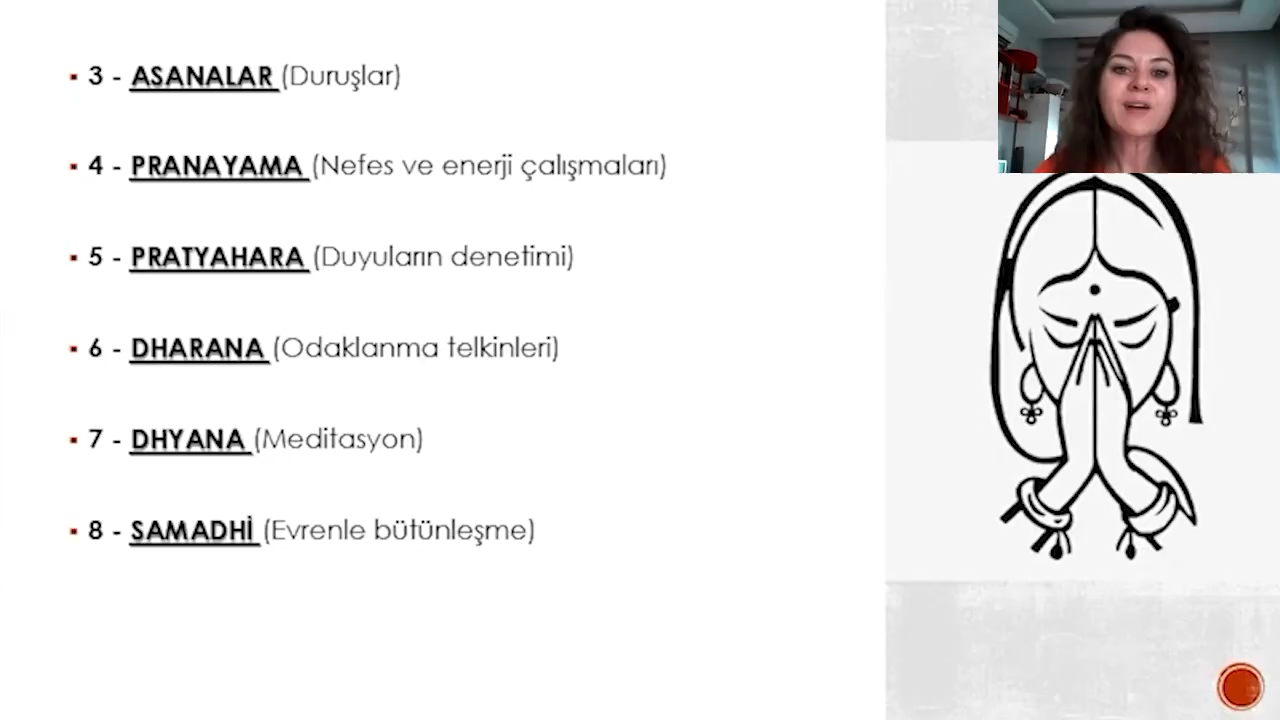 ▪ 3 - ASANALAR (Duruşlar)
▪ 4 - PRANAYAMA (Nefes ve enerji çalışmaları)
▪ 5 - PRATYAHARA (Duyuların denetimi)
▪ 6 - DHARANA (Odaklanma telkinleri)
▪ 7 - DHYANA (Meditasyon)
▪ 8 - SAMADHİ (Evrenle bütünleşme)